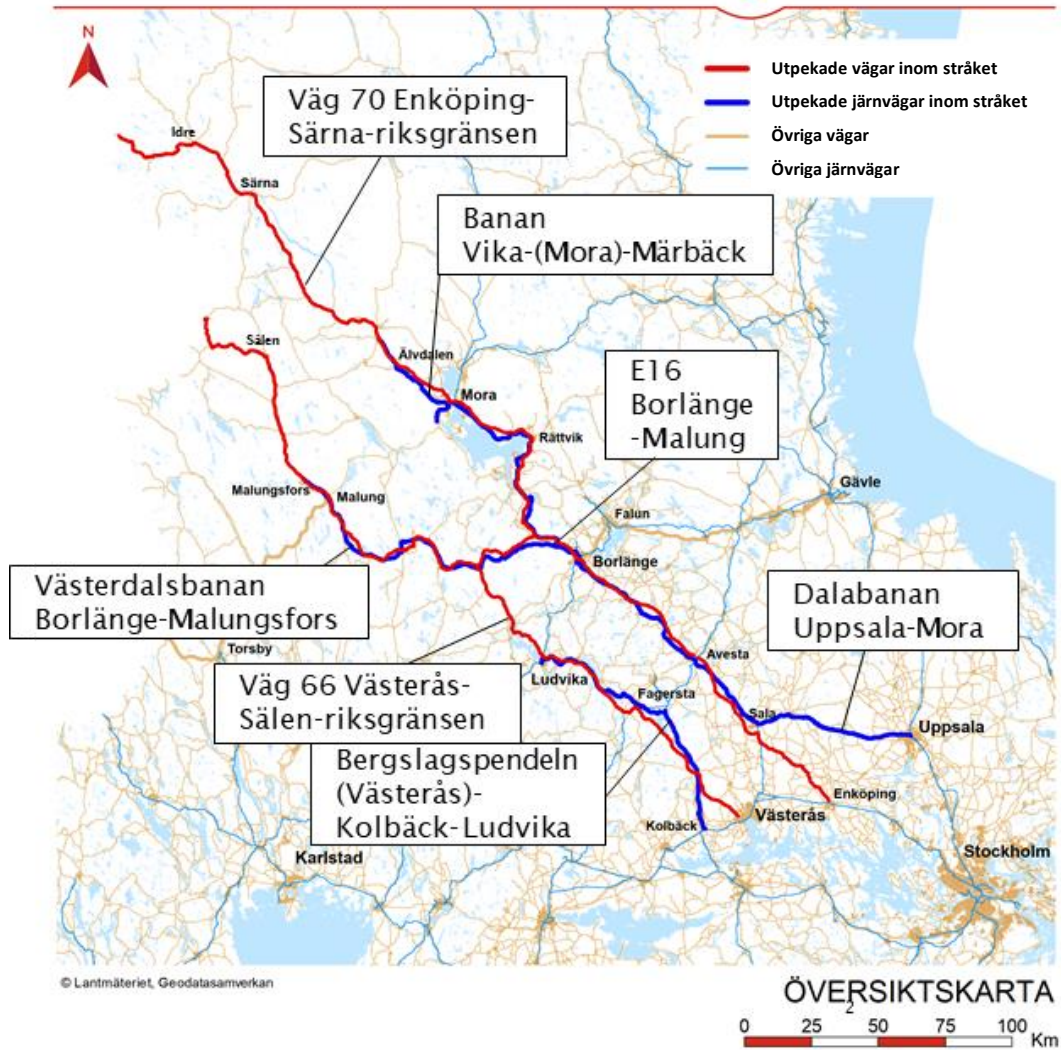 N
Utpekade vägar inom stråket
Utpekade järnvägar inom stråket
Övriga vägar
Övriga järnvägar
Väg 70 Enköping-
Särna-riksgränsen
Idre
Särna
Banan
Vika-(Mora)-Märbäck
Sälen
Älvdalen
Mora
E16
Borlänge
-Malung
Rättvik
Malungsfors
Malung
Gävle
Falun
Borlänge
Västerdalsbanan
Borlänge-Malungsfors
Dalabanan
Uppsala-Mora
Torsby
Avesta
Ludvika
Väg 66 Västerås-
Sälen-riksgränsen
Fagersta
Sala
Uppsala
Bergslagspendeln
(Västerås)-
Kolbäck-Ludvika
Enköping
Västerås
Kolbäck
Karlstad
Stockholm
© Lantmäteriet, Geodatasamverkan
ÖVERSIKTSKARTA
2
0 25 50 75 100
Km